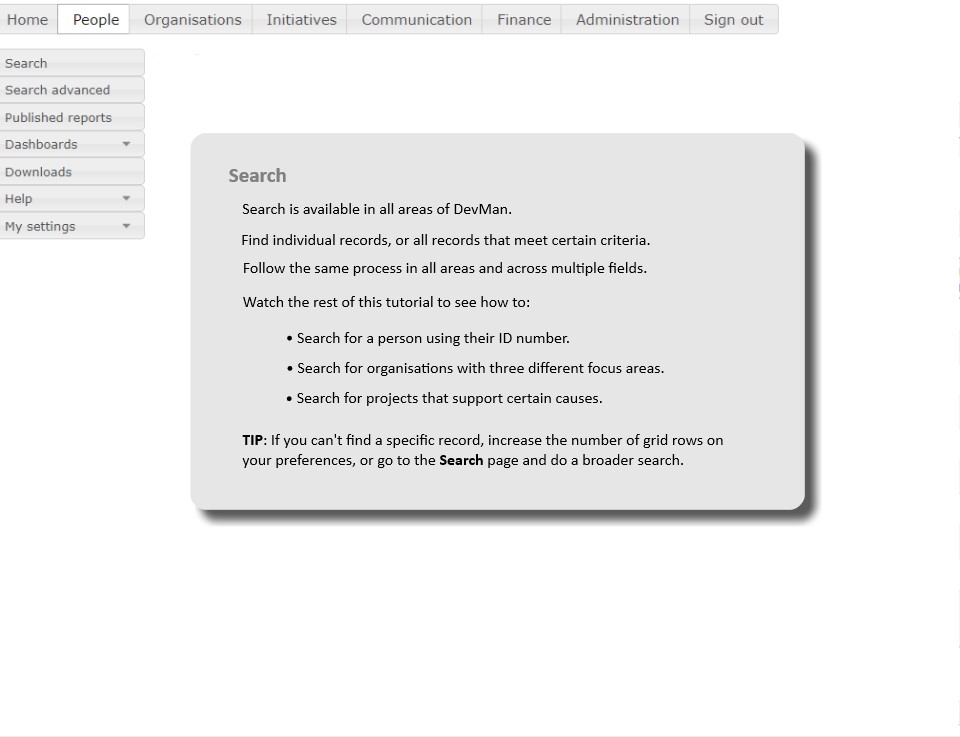 Home People Organisations Initiatives Communication Finance Administration Sign out
Search
Search advanced
Published reports
Dashboards
Downloads
Help
My settings
Search
Search is available in all areas of DevMan.
Find individual records, or all records that meet certain criteria.
Follow the same process in all areas and across multiple fields.
Watch the rest of this tutorial to see how to:
• Search for a person using their ID number.
• Search for organisations with three different focus areas.
• Search for projects that support certain causes.
TIP: If you can't find a specific record, increase the number of grid rows on
your preferences, or go to the Search page and do a broader search.